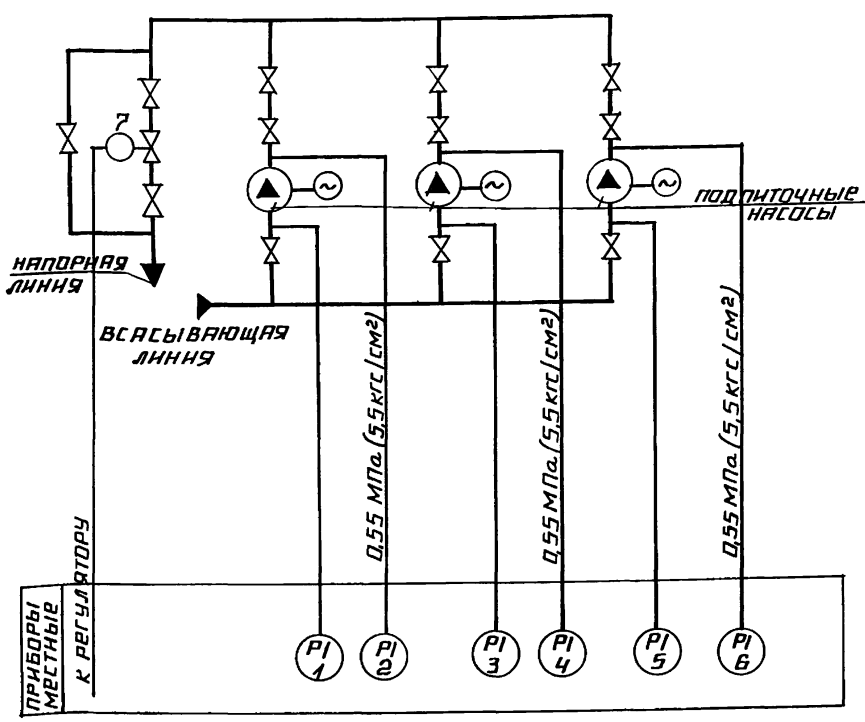 7
ПОДПИТОЧНЫЕ
НАСОСЫ
НАПОРНАЯ
ЛИНИЯ
ВСАСЫВАЮЩАЯ
ЛИНИЯ
0,55 МПа (5,5 кгс/см²)
0,55 МПа (5,5 кгс/см²)
0,55 МПа (5,5 кгс/см²)
К РЕГУЛЯТОРУ
ПРИБОРЫ
МЕСТНЫЕ
PI
1
PI
2
PI
3
PI
4
PI
5
PI
6